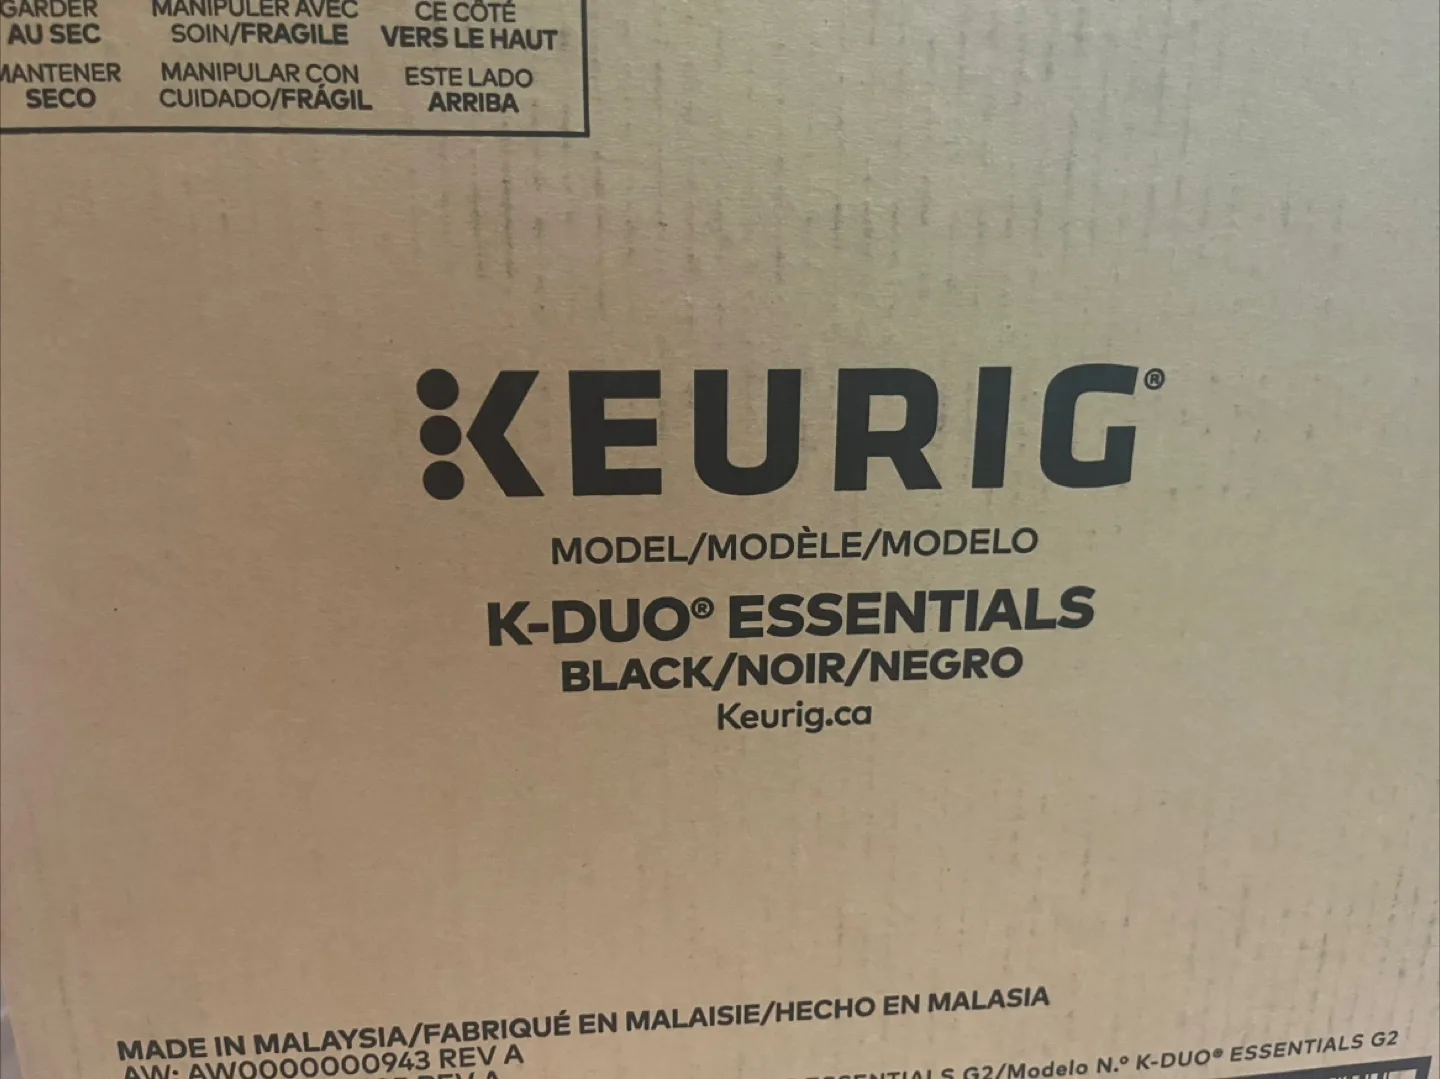 GARDER
AU SEC
MANIPULER AVEC
SOIN/FRAGILE
CE CÔTÉ
VERS LE HAUT
MANTENER
SECO
MANIPULAR CON
CUIDADO/FRÁGIL
ESTE LADO
ARRIBA
KEURIG®
MODEL/MODÈLE/MODELO
K-DUO® ESSENTIALS
BLACK/NOIR/NEGRO
Keurig.ca
MADE IN MALAYSIA/FABRIQUÉ EN MALAISIE/HECHO EN MALASIA
AW: AW0000000943 REV A
REV A
ESSENTIALS G2/Modelo N.º K-DUO® ESSENTIALS G2